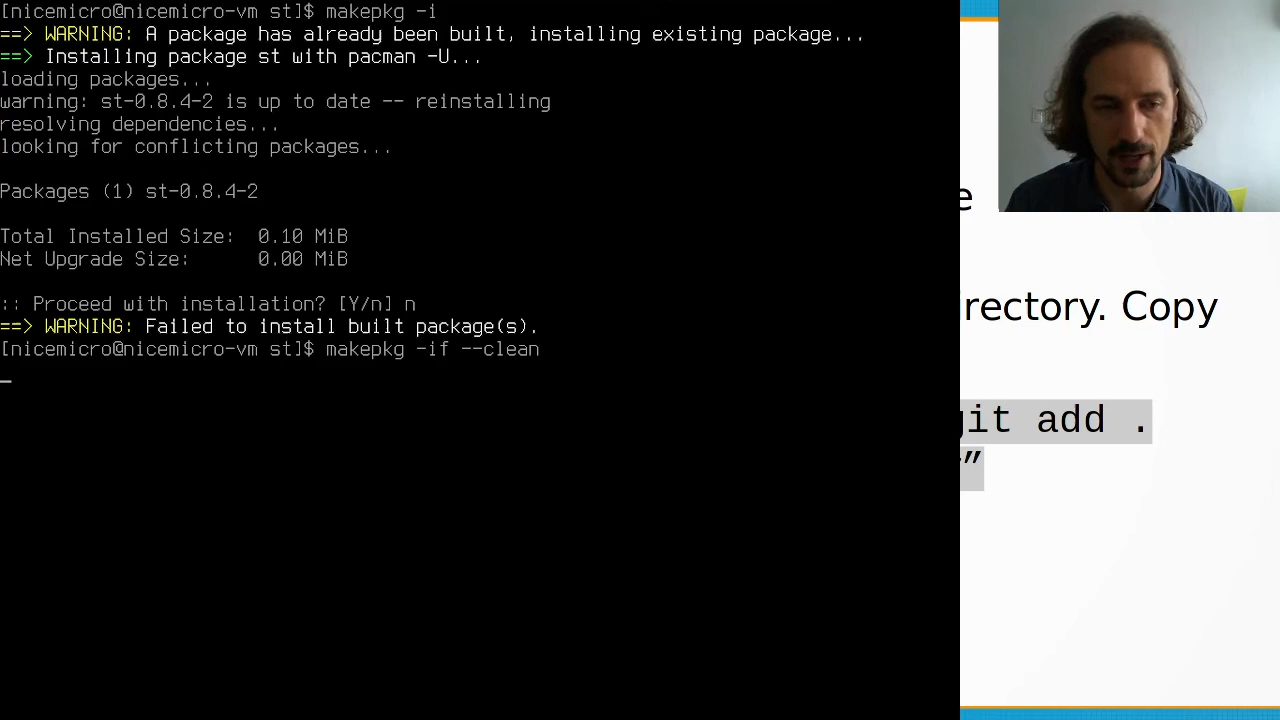 [nicemicro@nicemicro-vm st]$ makepkg -i
==> WARNING: A package has already been built, installing existing package...
==> Installing package st with pacman -U...
loading packages...
warning: st-0.8.4-2 is up to date -- reinstalling
resolving dependencies...
looking for conflicting packages...
Packages (1) st-0.8.4-2
Total Installed Size:  0.10 MiB
Net Upgrade Size:      0.00 MiB
:: Proceed with installation? [Y/n] n
==> WARNING: Failed to install built package(s).
[nicemicro@nicemicro-vm st]$ makepkg -if --clean
e
irectory. Copy
git add .
”